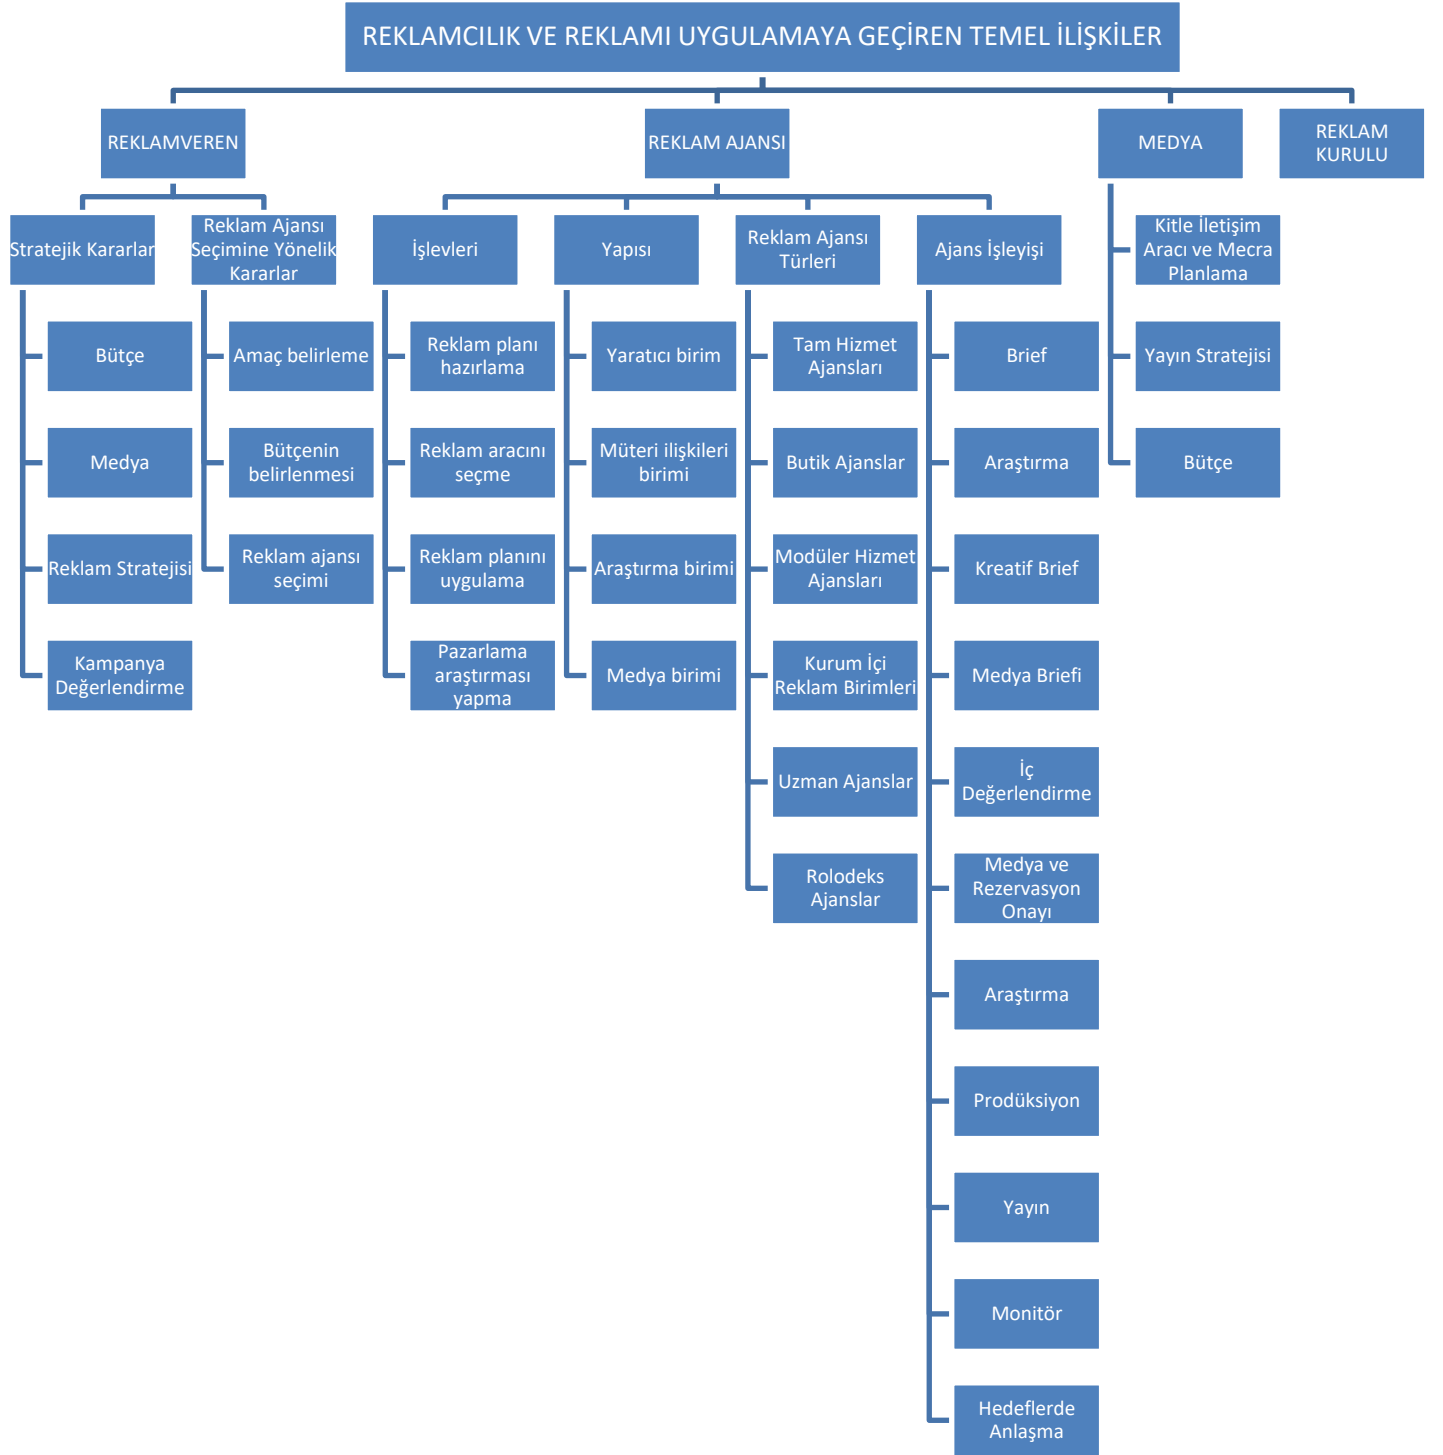 REKLAMCILIK VE REKLAMI UYGULAMAYA GEÇİREN TEMEL İLİŞKİLER
REKLAMVEREN
Stratejik Kararlar
Bütçe
Medya
Reklam Stratejisi
Kampanya
Değerlendirme
Reklam Ajansı
Seçimine Yönelik
Kararlar
Amaç belirleme
Bütçenin
belirlenmesi
Reklam ajansı
seçimi
REKLAM AJANSI
İşlevleri
Reklam planı
hazırlama
Reklam aracını
seçme
Reklam planını
uygulama
Pazarlama
araştırması
yapma
Yapısı
Yaratıcı birim
Müteri ilişkileri
birimi
Araştırma birimi
Medya birimi
Reklam Ajansı
Türleri
Tam Hizmet
Ajansları
Butik Ajanslar
Modüler Hizmet
Ajansları
Kurum İçi
Reklam Birimleri
Uzman Ajanslar
Rolodeks
Ajanslar
Ajans İşleyişi
Brief
Araştırma
Kreatif Brief
Medya Briefi
İç
Değerlendirme
Medya ve
Rezervasyon
Onayı
Araştırma
Prodüksiyon
Yayın
Monitör
Hedeflerde
Anlaşma
MEDYA
Kitle İletişim
Aracı ve Mecra
Planlama
Yayın Stratejisi
Bütçe
REKLAM
KURULU